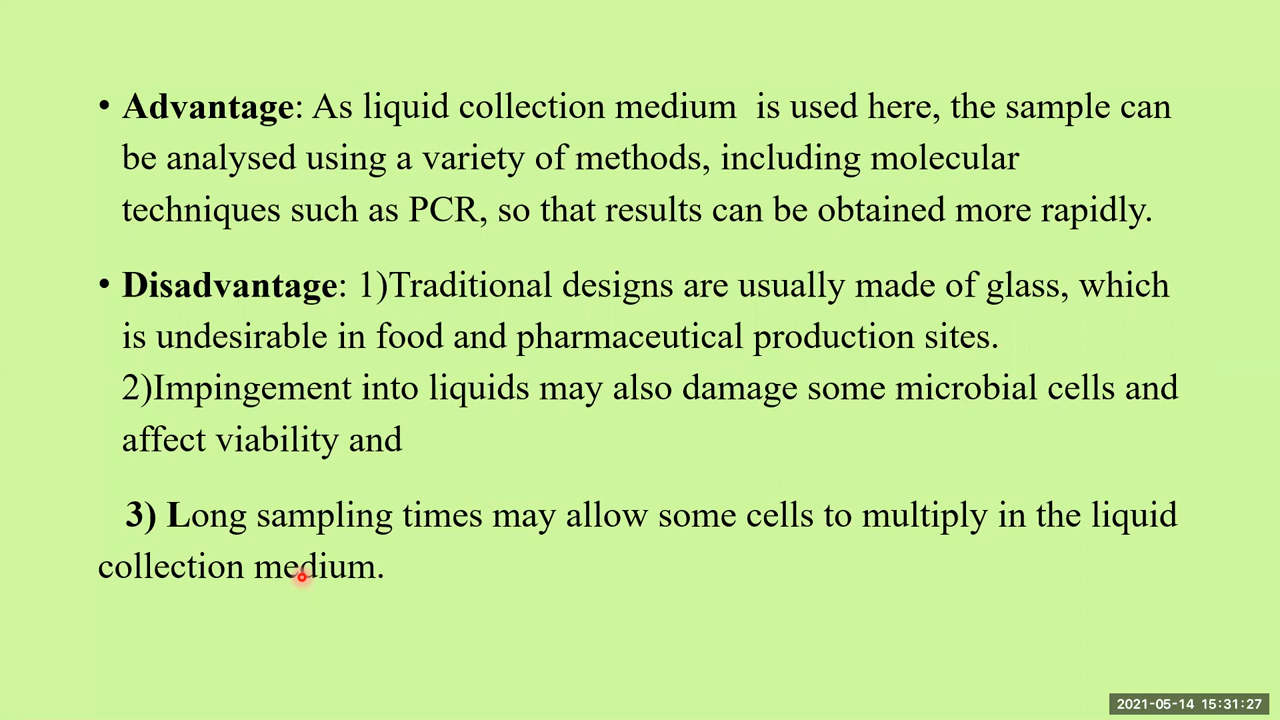 • Advantage: As liquid collection medium  is used here, the sample can
be analysed using a variety of methods, including molecular
techniques such as PCR, so that results can be obtained more rapidly.
• Disadvantage: 1)Traditional designs are usually made of glass, which
is undesirable in food and pharmaceutical production sites.
2)Impingement into liquids may also damage some microbial cells and
affect viability and
3) Long sampling times may allow some cells to multiply in the liquid
collection medium.
2021-05-14 15:31:27